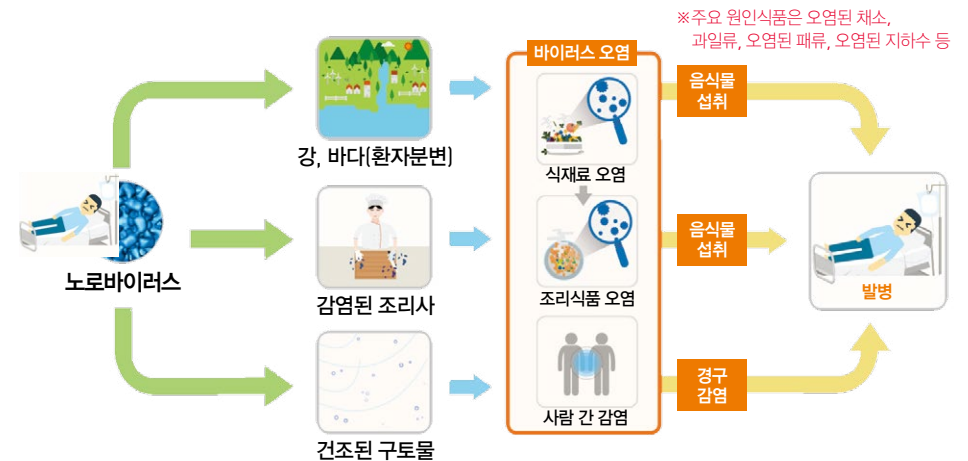 ※주요 원인식품은 오염된 채소,
과일류, 오염된 패류, 오염된 지하수 등
노로바이러스
강, 바다(환자분변)
감염된 조리사
건조된 구토물
바이러스 오염
식재료 오염
조리식품 오염
사람 간 감염
음식물
섭취
음식물
섭취
경구
감염
발병